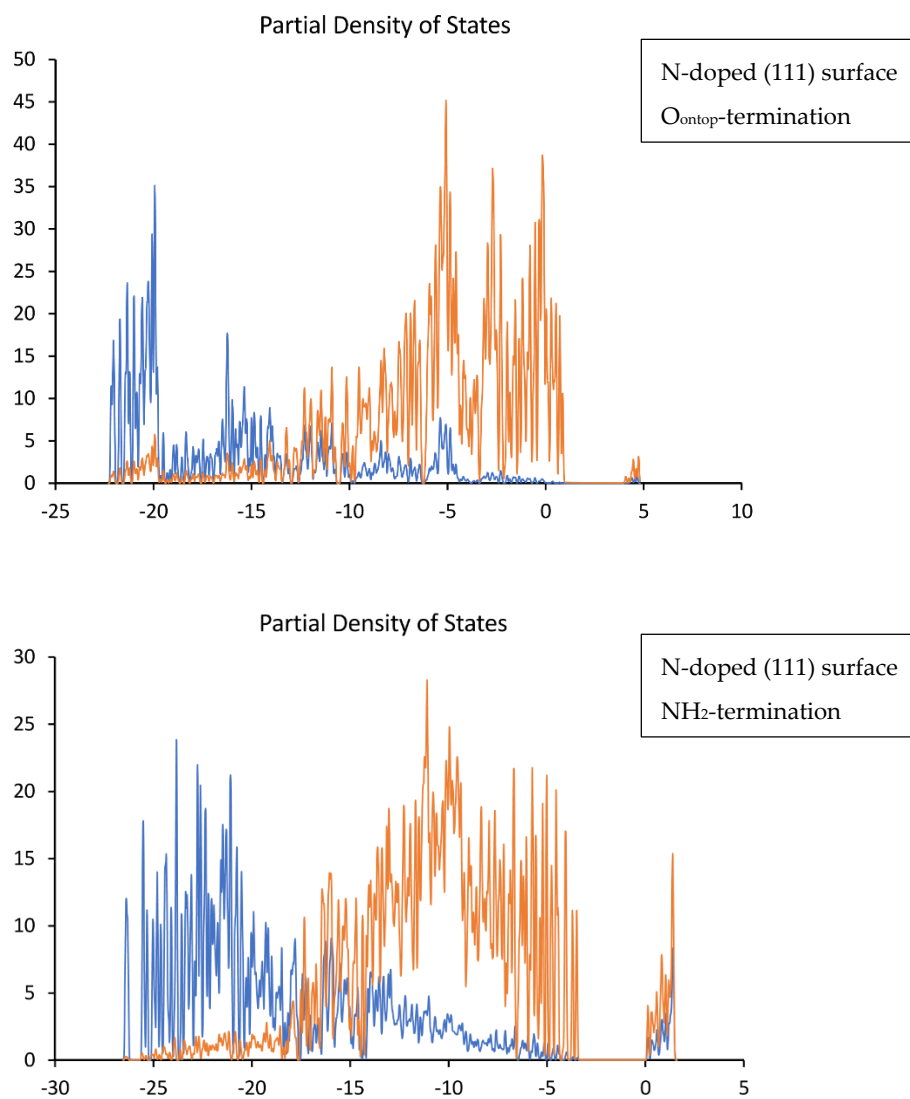 Partial Density of States
N-doped (111) surface
Oontop-termination
50
45
40
35
30
25
20
15
10
5
0
-25 -20 -15 -10 -5 0 5 10
Partial Density of States
N-doped (111) surface
NH2-termination
30
25
20
15
10
5
0
-30 -25 -20 -15 -10 -5 0 5